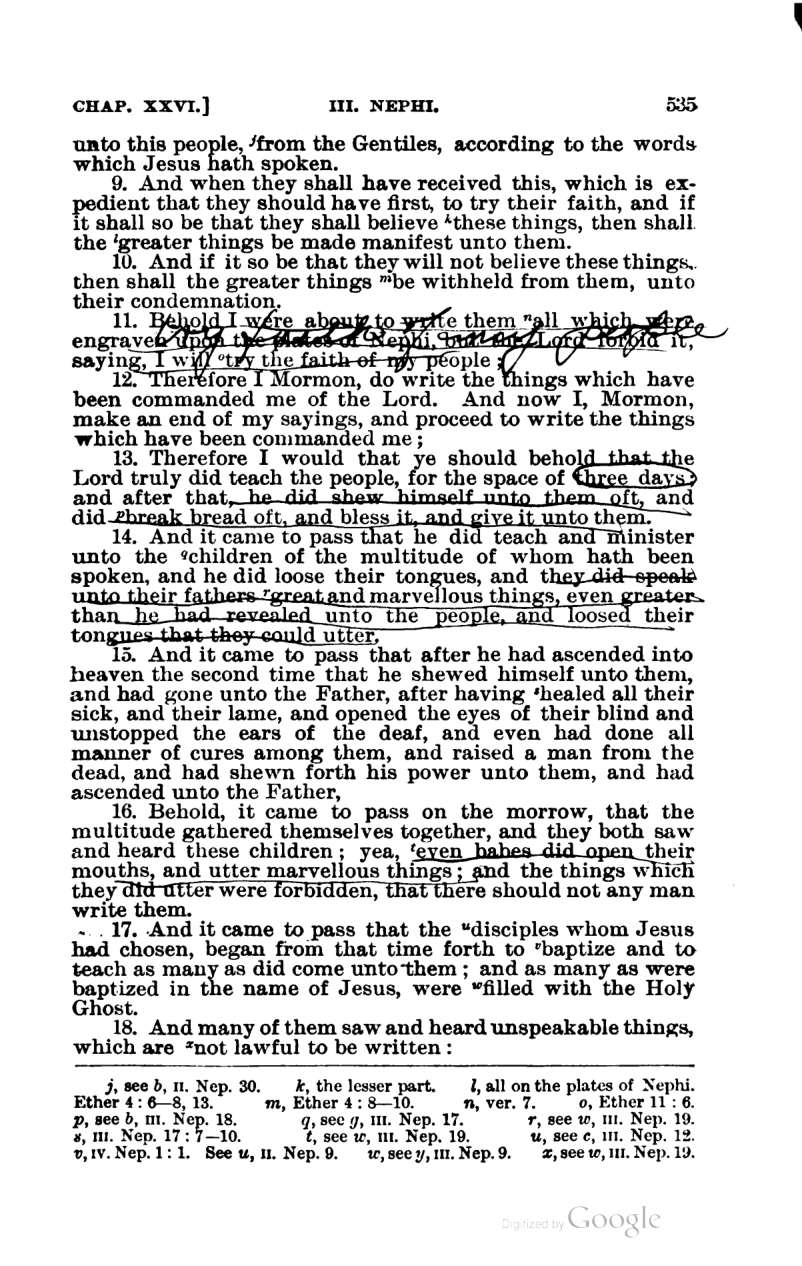 CHAP. XXVI.] III. NEPHI. 535
unto this people, ʲfrom the Gentiles, according to the words
which Jesus hath spoken.
9. And when they shall have received this, which is ex-
pedient that they should have first, to try their faith, and if
it shall so be that they shall believe ᵏthese things, then shall
the ˡgreater things be made manifest unto them.
10. And if it so be that they will not believe these things,
then shall the greater things ᵐbe withheld from them, unto
their condemnation.
11. Behold I were about to write them ⁿall which were
engraven upon the plates of Nephi, but Lord forbid it,
saying, I will ᵒtry the faith of my people;
12. Therefore I Mormon, do write the things which have
been commanded me of the Lord. And now I, Mormon,
make an end of my sayings, and proceed to write the things
which have been commanded me;
13. Therefore I would that ye should behold that the
Lord truly did teach the people, for the space of three days;
and after that, he did shew himself unto them oft, and
did ᵖbreak bread oft, and bless it, and give it unto them.
14. And it came to pass that he did teach and minister
unto the ᑫchildren of the multitude of whom hath been
spoken, and he did loose their tongues, and they did speak
unto their fathers ʳgreat and marvellous things, even greater
than he had revealed unto the people, and loosed their
tongues that they could utter,
15. And it came to pass that after he had ascended into
heaven the second time that he shewed himself unto them,
and had gone unto the Father, after having ˢhealed all their
sick, and their lame, and opened the eyes of their blind and
unstopped the ears of the deaf, and even had done all
manner of cures among them, and raised a man from the
dead, and had shewn forth his power unto them, and had
ascended unto the Father,
16. Behold, it came to pass on the morrow, that the
multitude gathered themselves together, and they both saw
and heard these children; yea, ᵗeven babes did open their
mouths, and utter marvellous things; and the things which
they did utter were forbidden, that there should not any man
write them.
17. And it came to pass that the ᵘdisciples whom Jesus
had chosen, began from that time forth to ᵛbaptize and to
teach as many as did come unto them; and as many as were
baptized in the name of Jesus, were ʷfilled with the Holy
Ghost.
18. And many of them saw and heard unspeakable things,
which are ˣnot lawful to be written:
j, see b, II. Nep. 30. k, the lesser part. l, all on the plates of Nephi.
Ether 4: 6—8, 13. m, Ether 4: 8—10. n, ver. 7. o, Ether 11: 6.
p, see b, III. Nep. 18. q, see g, III. Nep. 17. r, see w, III. Nep. 19.
s, III. Nep. 17: 7—10. t, see w, III. Nep. 19. u, see c, III. Nep. 12.
v, IV. Nep. 1: 1. See u, II. Nep. 9. w, see y, III. Nep. 9. x, see w, III. Nep. 19.
Digitized by Google